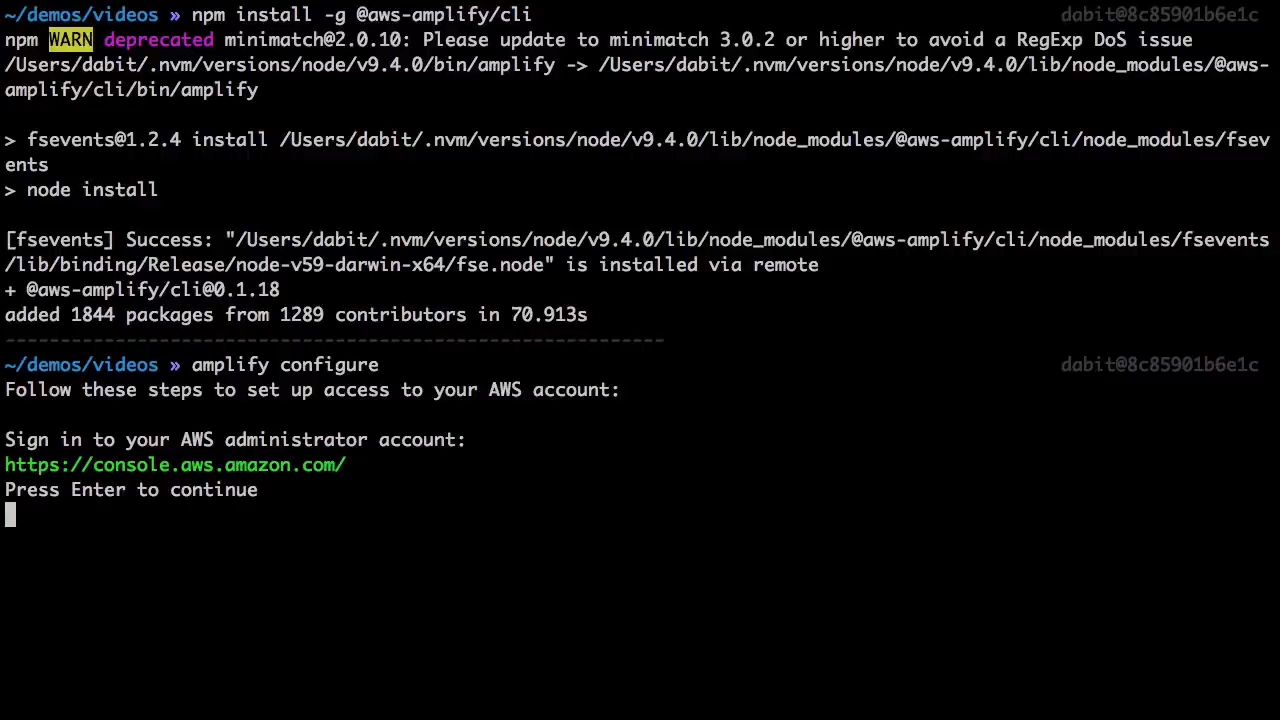 ~/demos/videos » npm install -g @aws-amplify/cli dabit@8c85901b6e1c
npm WARN deprecated minimatch@2.0.10: Please update to minimatch 3.0.2 or higher to avoid a RegExp DoS issue
/Users/dabit/.nvm/versions/node/v9.4.0/bin/amplify -> /Users/dabit/.nvm/versions/node/v9.4.0/lib/node_modules/@aws-
amplify/cli/bin/amplify
> fsevents@1.2.4 install /Users/dabit/.nvm/versions/node/v9.4.0/lib/node_modules/@aws-amplify/cli/node_modules/fsev
ents
> node install
[fsevents] Success: "/Users/dabit/.nvm/versions/node/v9.4.0/lib/node_modules/@aws-amplify/cli/node_modules/fsevents
/lib/binding/Release/node-v59-darwin-x64/fse.node" is installed via remote
+ @aws-amplify/cli@0.1.18
added 1844 packages from 1289 contributors in 70.913s
------------------------------------------------------------
~/demos/videos » amplify configure dabit@8c85901b6e1c
Follow these steps to set up access to your AWS account:
Sign in to your AWS administrator account:
https://console.aws.amazon.com/
Press Enter to continue